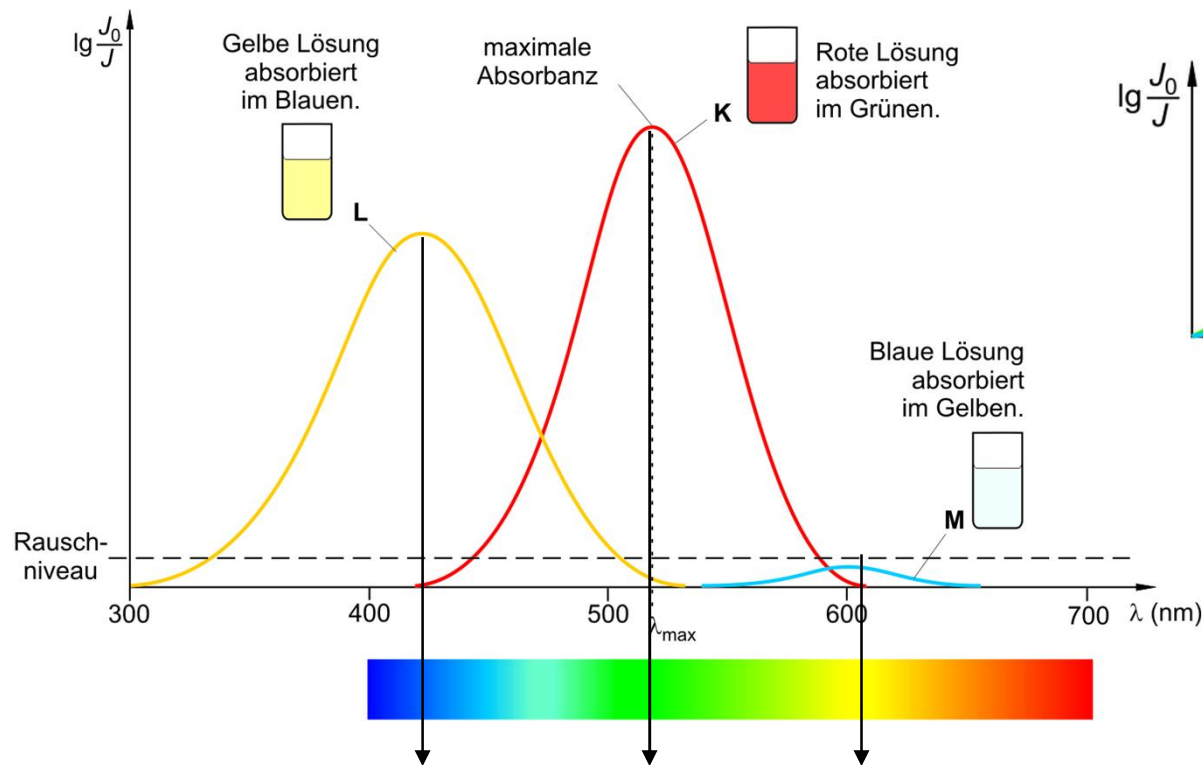 lg J₀/J
Gelbe Lösung
absorbiert
im Blauen.
L
maximale
Absorbanz
K
Rote Lösung
absorbiert
im Grünen.
lg J₀/J
Blaue Lösung
absorbiert
im Gelben.
M
Rausch-
niveau
300 400 500 λmax 600 700 λ (nm)